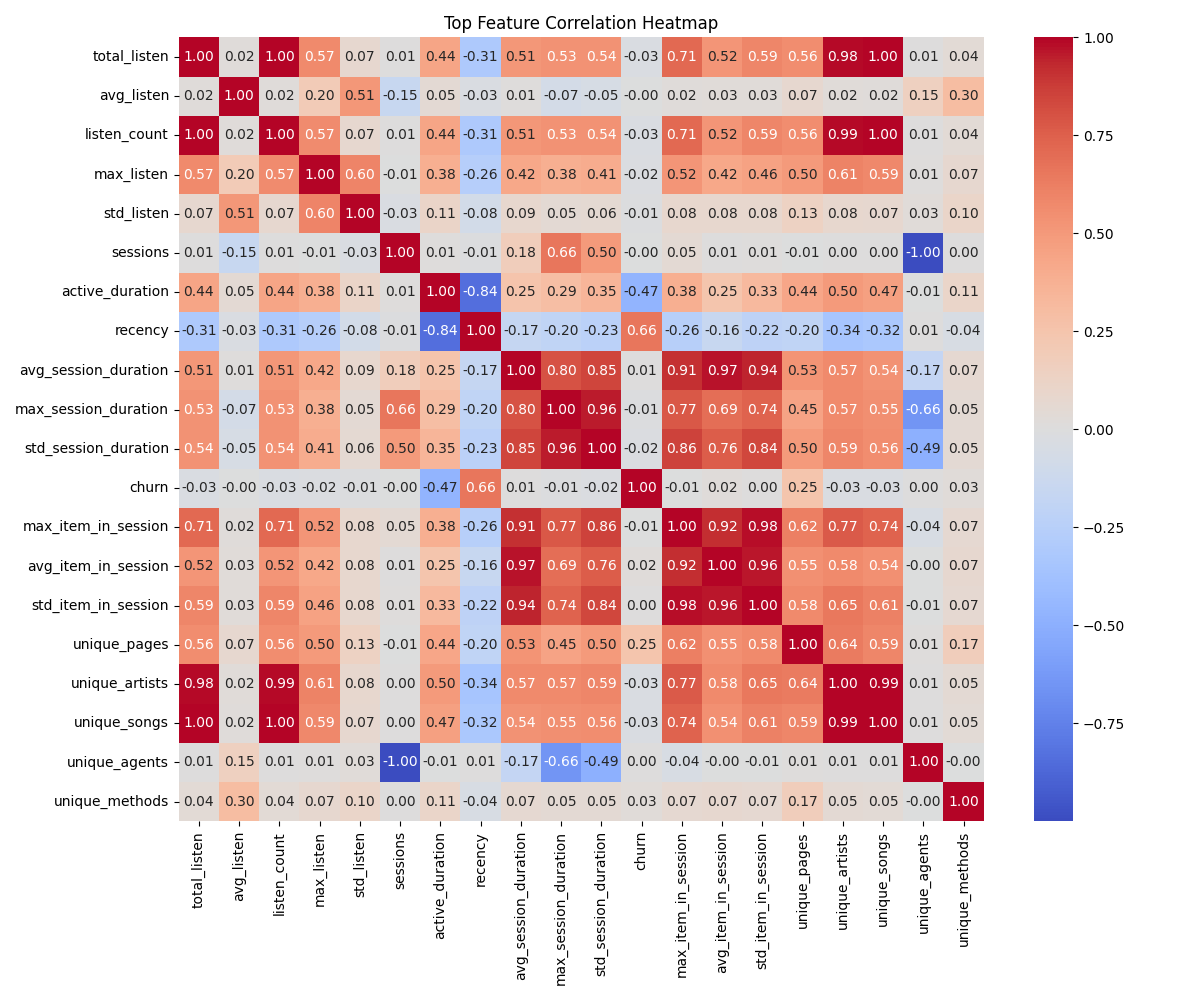 Top Feature Correlation Heatmap
total_listen 1.00 0.02 1.00 0.57 0.07 0.01 0.44 -0.31 0.51 0.53 0.54 -0.03 0.71 0.52 0.59 0.56 0.98 1.00 0.01 0.04
avg_listen 0.02 1.00 0.02 0.20 0.51 -0.15 0.05 -0.03 0.01 -0.07 -0.05 -0.00 0.02 0.03 0.03 0.07 0.02 0.02 0.15 0.30
listen_count 1.00 0.02 1.00 0.57 0.07 0.01 0.44 -0.31 0.51 0.53 0.54 -0.03 0.71 0.52 0.59 0.56 0.99 1.00 0.01 0.04
max_listen 0.57 0.20 0.57 1.00 0.60 -0.01 0.38 -0.26 0.42 0.38 0.41 -0.02 0.52 0.42 0.46 0.50 0.61 0.59 0.01 0.07
std_listen 0.07 0.51 0.07 0.60 1.00 -0.03 0.11 -0.08 0.09 0.05 0.06 -0.01 0.08 0.08 0.08 0.13 0.08 0.07 0.03 0.10
sessions 0.01 -0.15 0.01 -0.01 -0.03 1.00 0.01 -0.01 0.18 0.66 0.50 -0.00 0.05 0.01 0.01 -0.01 0.00 0.00 -1.00 0.00
active_duration 0.44 0.05 0.44 0.38 0.11 0.01 1.00 -0.84 0.25 0.29 0.35 -0.47 0.38 0.25 0.33 0.44 0.50 0.47 -0.01 0.11
recency -0.31 -0.03 -0.31 -0.26 -0.08 -0.01 -0.84 1.00 -0.17 -0.20 -0.23 0.66 -0.26 -0.16 -0.22 -0.20 -0.34 -0.32 0.01 -0.04
avg_session_duration 0.51 0.01 0.51 0.42 0.09 0.18 0.25 -0.17 1.00 0.80 0.85 0.01 0.91 0.97 0.94 0.53 0.57 0.54 -0.17 0.07
max_session_duration 0.53 -0.07 0.53 0.38 0.05 0.66 0.29 -0.20 0.80 1.00 0.96 -0.01 0.77 0.69 0.74 0.45 0.57 0.55 -0.66 0.05
std_session_duration 0.54 -0.05 0.54 0.41 0.06 0.50 0.35 -0.23 0.85 0.96 1.00 -0.02 0.86 0.76 0.84 0.50 0.59 0.56 -0.49 0.05
churn -0.03 -0.00 -0.03 -0.02 -0.01 -0.00 -0.47 0.66 0.01 -0.01 -0.02 1.00 -0.01 0.02 0.00 0.25 -0.03 -0.03 0.00 0.03
max_item_in_session 0.71 0.02 0.71 0.52 0.08 0.05 0.38 -0.26 0.91 0.77 0.86 -0.01 1.00 0.92 0.98 0.62 0.77 0.74 -0.04 0.07
avg_item_in_session 0.52 0.03 0.52 0.42 0.08 0.01 0.25 -0.16 0.97 0.69 0.76 0.02 0.92 1.00 0.96 0.55 0.58 0.54 -0.00 0.07
std_item_in_session 0.59 0.03 0.59 0.46 0.08 0.01 0.33 -0.22 0.94 0.74 0.84 0.00 0.98 0.96 1.00 0.58 0.65 0.61 -0.01 0.07
unique_pages 0.56 0.07 0.56 0.50 0.13 -0.01 0.44 -0.20 0.53 0.45 0.50 0.25 0.62 0.55 0.58 1.00 0.64 0.59 0.01 0.17
unique_artists 0.98 0.02 0.99 0.61 0.08 0.00 0.50 -0.34 0.57 0.57 0.59 -0.03 0.77 0.58 0.65 0.64 1.00 0.99 0.01 0.05
unique_songs 1.00 0.02 1.00 0.59 0.07 0.00 0.47 -0.32 0.54 0.55 0.56 -0.03 0.74 0.54 0.61 0.59 0.99 1.00 0.01 0.05
unique_agents 0.01 0.15 0.01 0.01 0.03 -1.00 -0.01 0.01 -0.17 -0.66 -0.49 0.00 -0.04 -0.00 -0.01 0.01 0.01 0.01 1.00 -0.00
unique_methods 0.04 0.30 0.04 0.07 0.10 0.00 0.11 -0.04 0.07 0.05 0.05 0.03 0.07 0.07 0.07 0.17 0.05 0.05 -0.00 1.00
total_listen
avg_listen
listen_count
max_listen
std_listen
sessions
active_duration
recency
avg_session_duration
max_session_duration
std_session_duration
churn
max_item_in_session
avg_item_in_session
std_item_in_session
unique_pages
unique_artists
unique_songs
unique_agents
unique_methods
1.00
0.75
0.50
0.25
0.00
−0.25
−0.50
−0.75